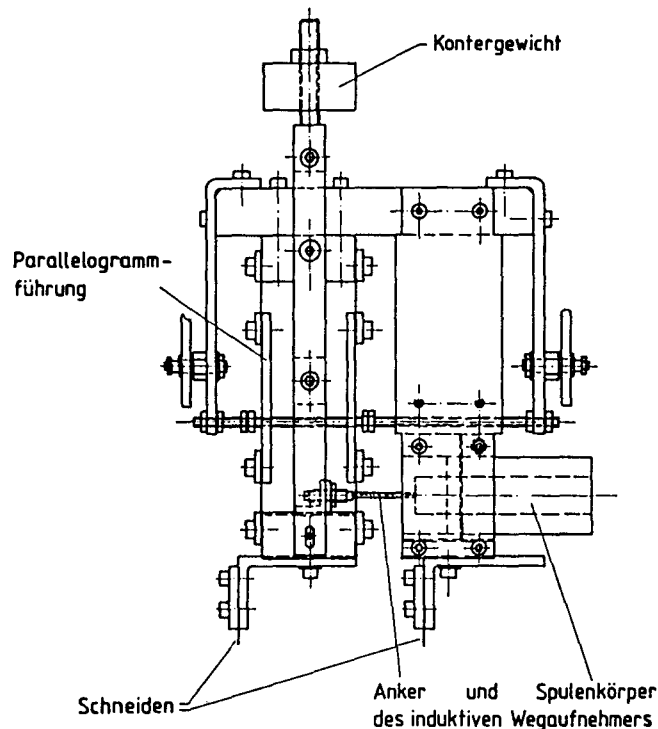 Kontergewicht
Parallelogramm-
führung
Schneiden
Anker und Spulenkörper
des induktiven Wegaufnehmers